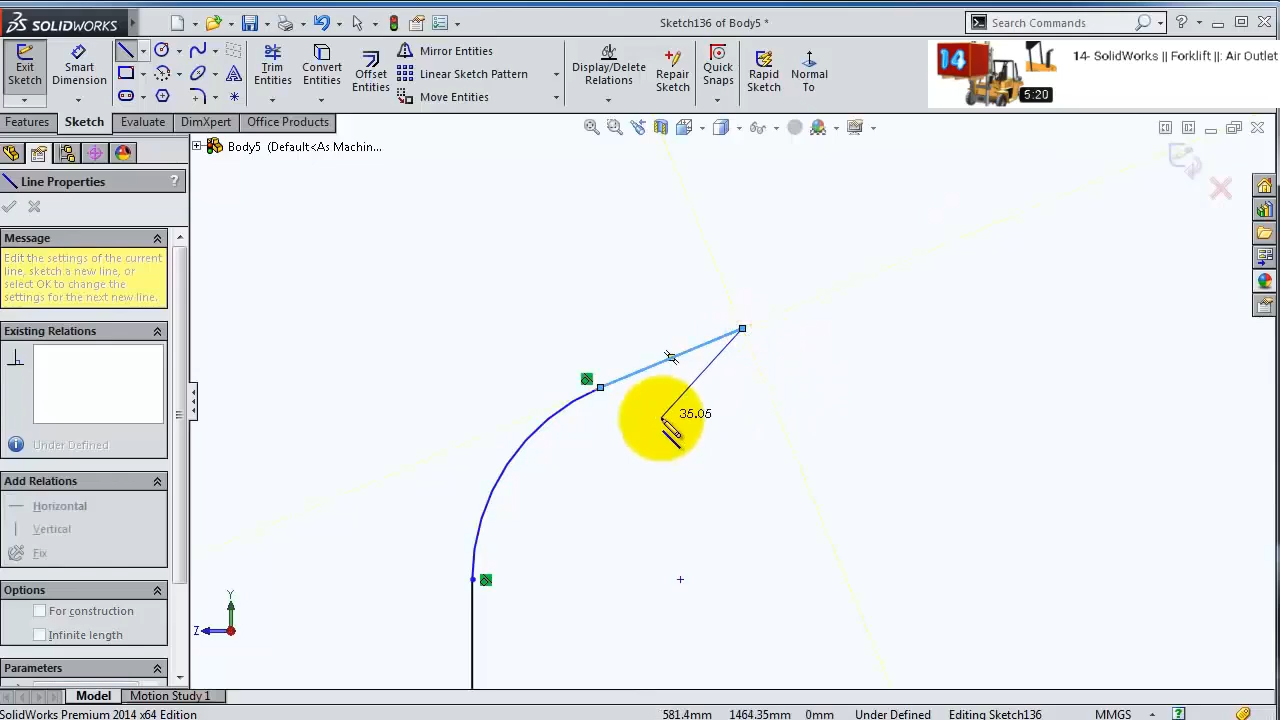 SOLIDWORKS
Sketch136 of Body5 *
Search Commands
Exit Sketch
Smart Dimension
Trim Entities
Convert Entities
Offset Entities
Mirror Entities
Linear Sketch Pattern
Move Entities
Display/Delete Relations
Repair Sketch
Quick Snaps
Rapid Sketch
Normal To
14
14- SolidWorks || Forklift ||: Air Outlet
5:20
Features
Sketch
Evaluate
DimXpert
Office Products
Body5 (Default<As Machin...
Line Properties
?
Message
Edit the settings of the current
line, sketch a new line, or
select OK to change the
settings for the next new line.
Existing Relations
Under Defined
Add Relations
Horizontal
Vertical
Fix
Options
For construction
Infinite length
Parameters
35.05
Y
Z
Model
Motion Study 1
SolidWorks Premium 2014 x64 Edition
581.4mm
1464.35mm
0mm
Under Defined
Editing Sketch136
MMGS